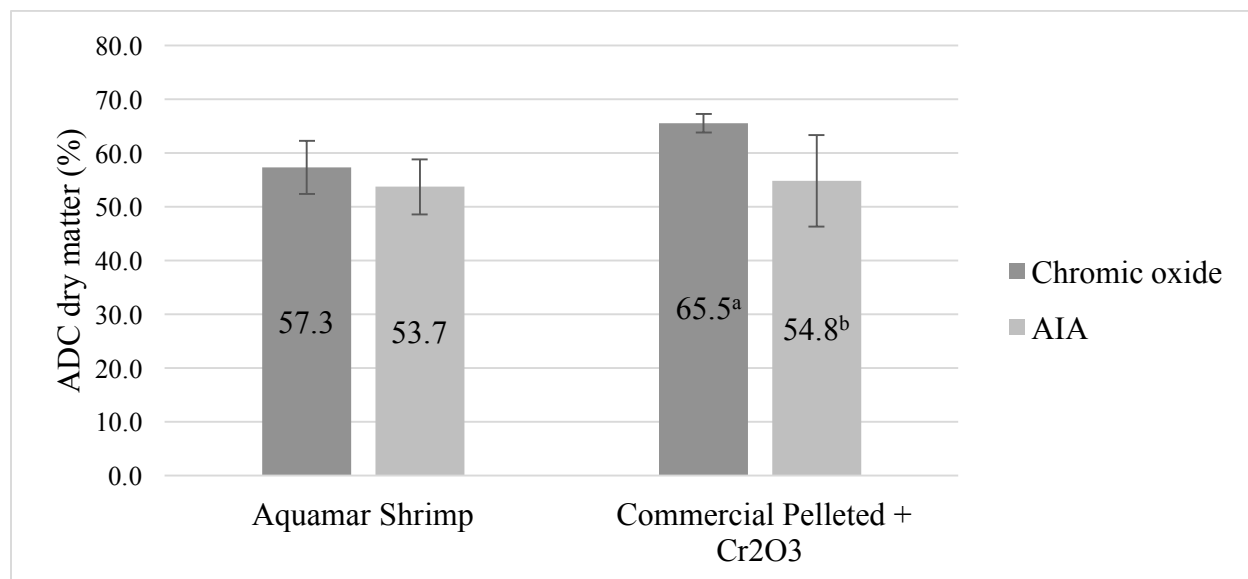 80.0
70.0
60.0
50.0
40.0
30.0
20.0
10.0
0.0
ADC dry matter (%)
57.3
53.7
65.5ᵃ
54.8ᵇ
Aquamar Shrimp
Commercial Pelleted +
Cr2O3
Chromic oxide
AIA